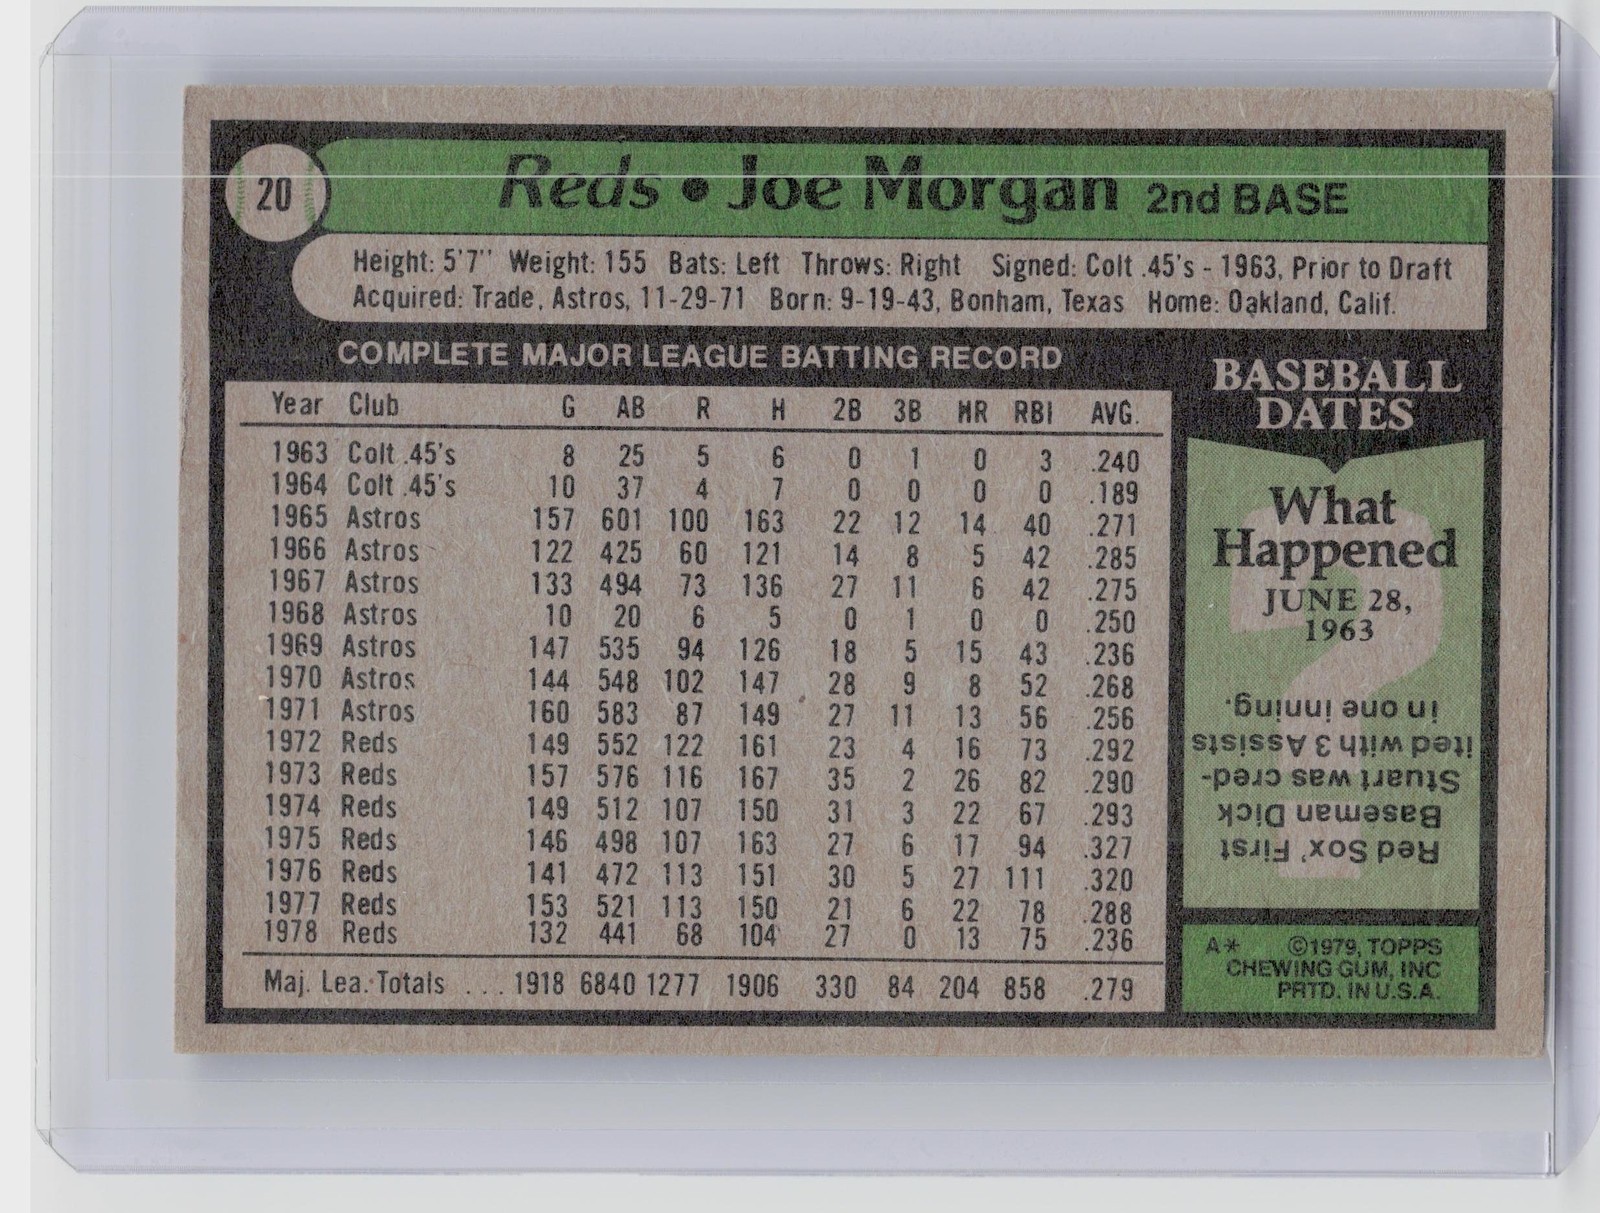 20
Reds • Joe Morgan 2nd BASE
Height: 5'7" Weight: 155 Bats: Left Throws: Right Signed: Colt .45's - 1963, Prior to Draft
Acquired: Trade, Astros, 11-29-71 Born: 9-19-43, Bonham, Texas Home: Oakland, Calif.
COMPLETE MAJOR LEAGUE BATTING RECORD
Year Club G AB R H 2B 3B HR RBI AVG.
1963 Colt .45's 8 25 5 6 0 1 0 3 .240
1964 Colt .45's 10 37 4 7 0 0 0 0 .189
1965 Astros 157 601 100 163 22 12 14 40 .271
1966 Astros 122 425 60 121 14 8 5 42 .285
1967 Astros 133 494 73 136 27 11 6 42 .275
1968 Astros 10 20 6 5 0 1 0 0 .250
1969 Astros 147 535 94 126 18 5 15 43 .236
1970 Astros 144 548 102 147 28 9 8 52 .268
1971 Astros 160 583 87 149 27 11 13 56 .256
1972 Reds 149 552 122 161 23 4 16 73 .292
1973 Reds 157 576 116 167 35 2 26 82 .290
1974 Reds 149 512 107 150 31 3 22 67 .293
1975 Reds 146 498 107 163 27 6 17 94 .327
1976 Reds 141 472 113 151 30 5 27 111 .320
1977 Reds 153 521 113 150 21 6 22 78 .288
1978 Reds 132 441 68 104 27 0 13 75 .236
Maj. Lea. Totals ... 1918 6840 1277 1906 330 84 204 858 .279
BASEBALL
DATES
What
Happened
JUNE 28,
1963
Red Sox' First
Baseman Dick
Stuart was cred-
ited with 3 Assists
in one inning.
A* ©1979, TOPPS
CHEWING GUM, INC
PRTD. IN U.S.A.